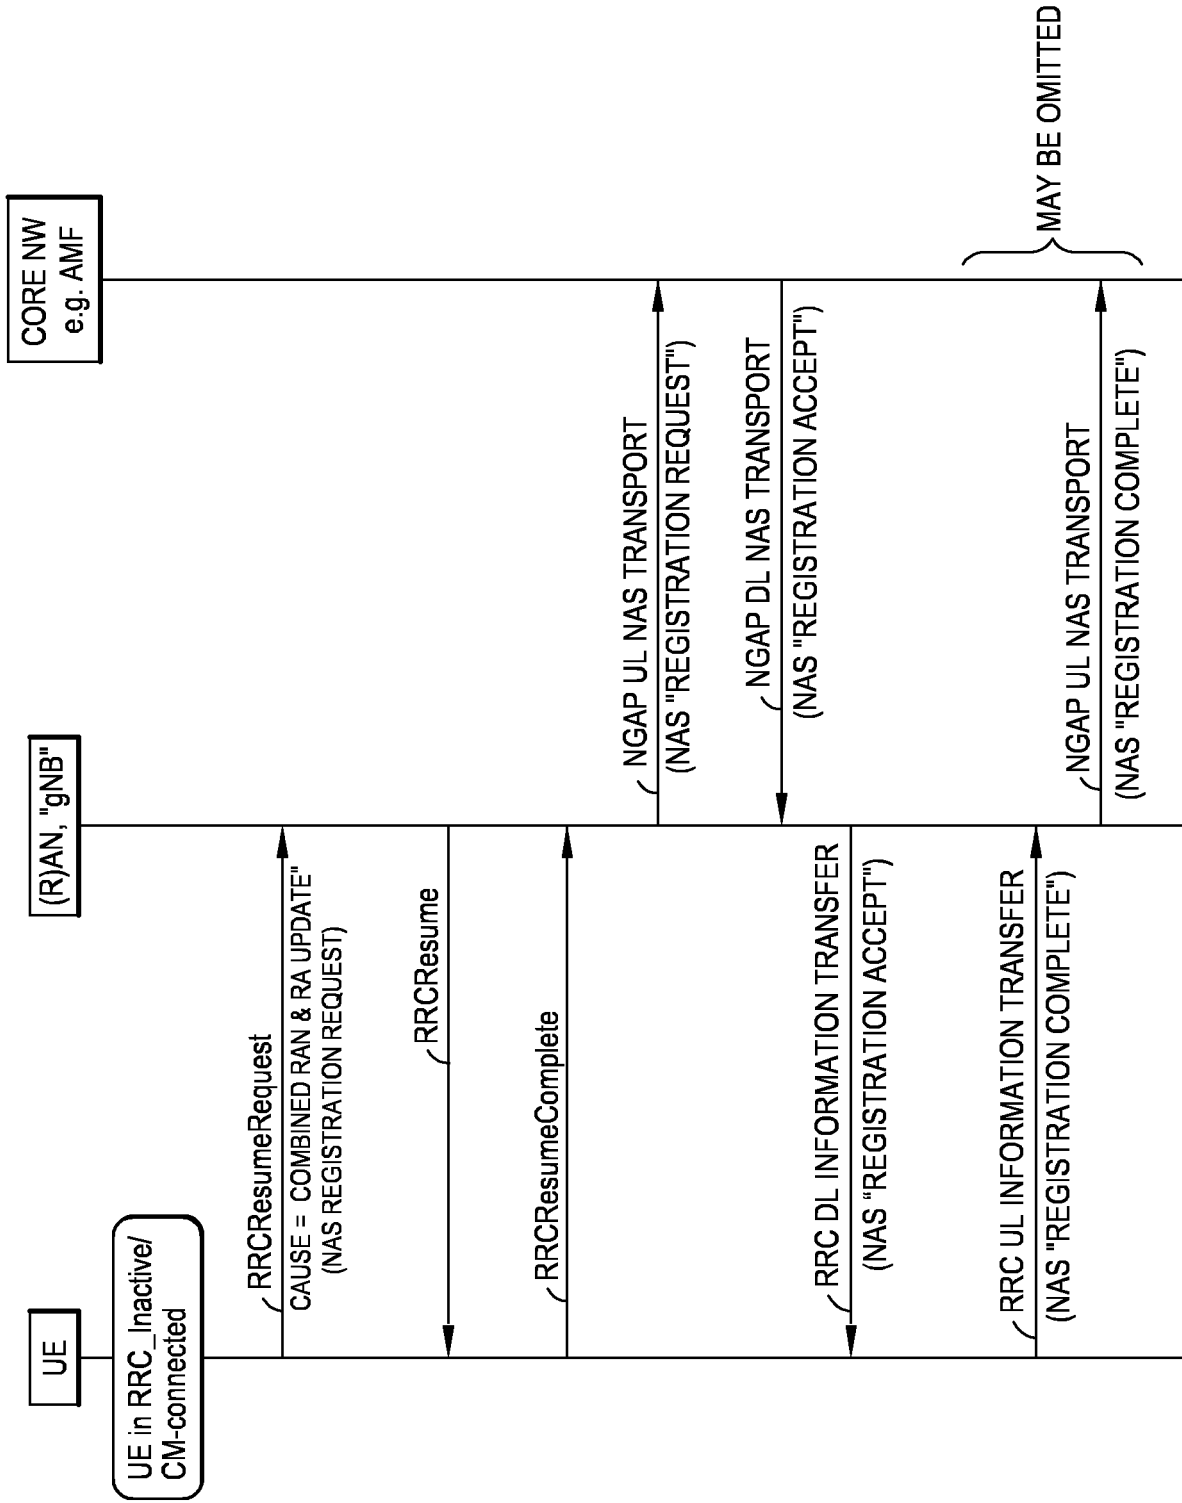 UE
(R)AN, "gNB"
CORE NW
e.g. AMF
UE in RRC_Inactive/
CM-connected
RRCResumeRequest
CAUSE = COMBINED RAN & RA UPDATE"
(NAS REGISTRATION REQUEST)
RRCResume
RRCResumeComplete
NGAP UL NAS TRANSPORT
(NAS "REGISTRATION REQUEST")
NGAP DL NAS TRANSPORT
(NAS "REGISTRATION ACCEPT")
RRC DL INFORMATION TRANSFER
(NAS “REGISTRATION ACCEPT")
RRC UL INFORMATION TRANSFER
(NAS "REGISTRATION COMPLETE")
NGAP UL NAS TRANSPORT
(NAS "REGISTRATION COMPLETE")
MAY BE OMITTED